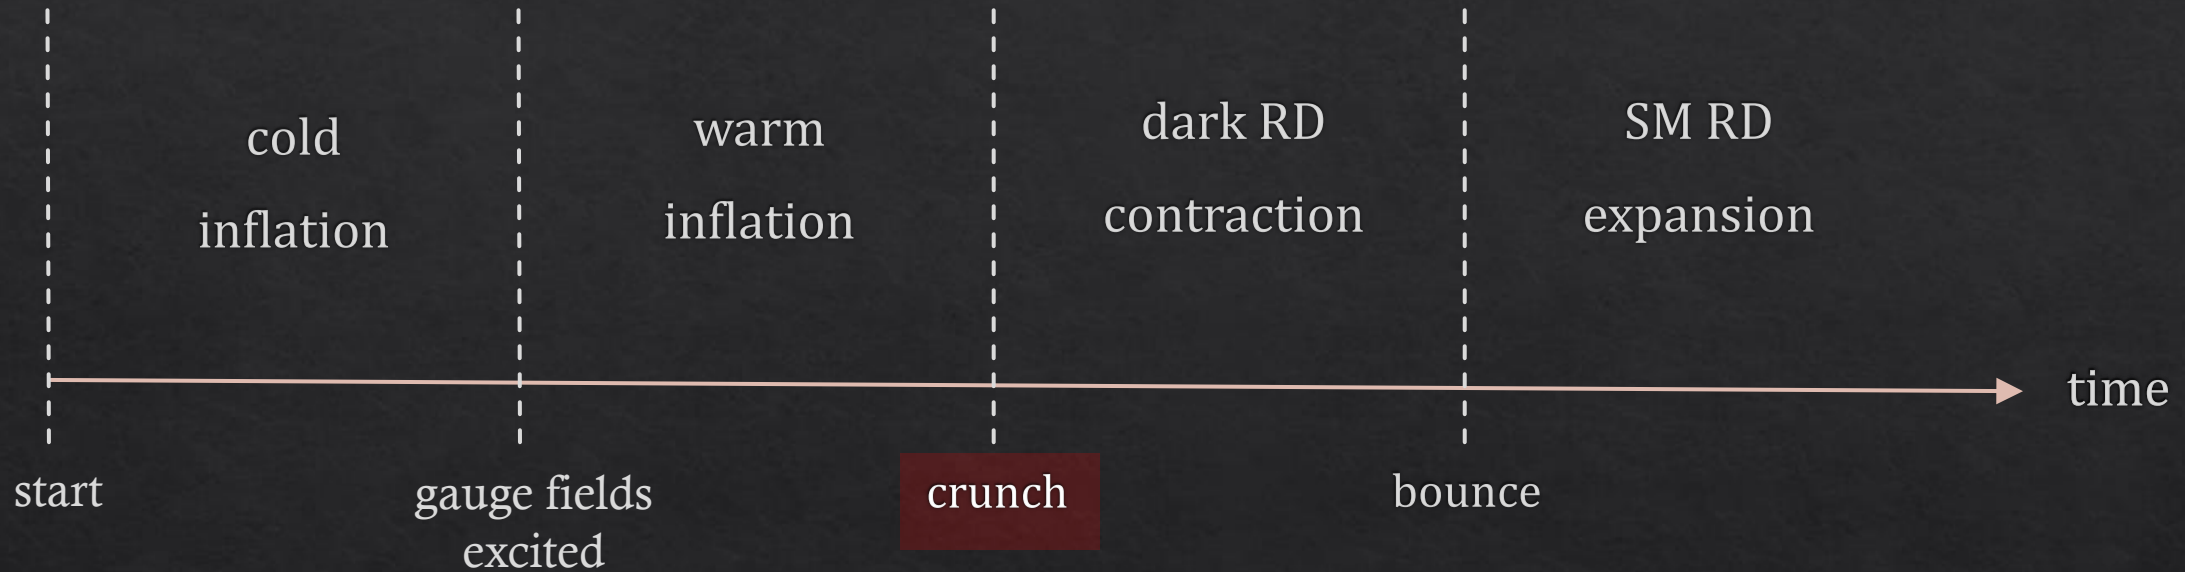 cold
inflation
warm
inflation
dark RD
contraction
SM RD
expansion
time
start
gauge fields
excited
crunch
bounce